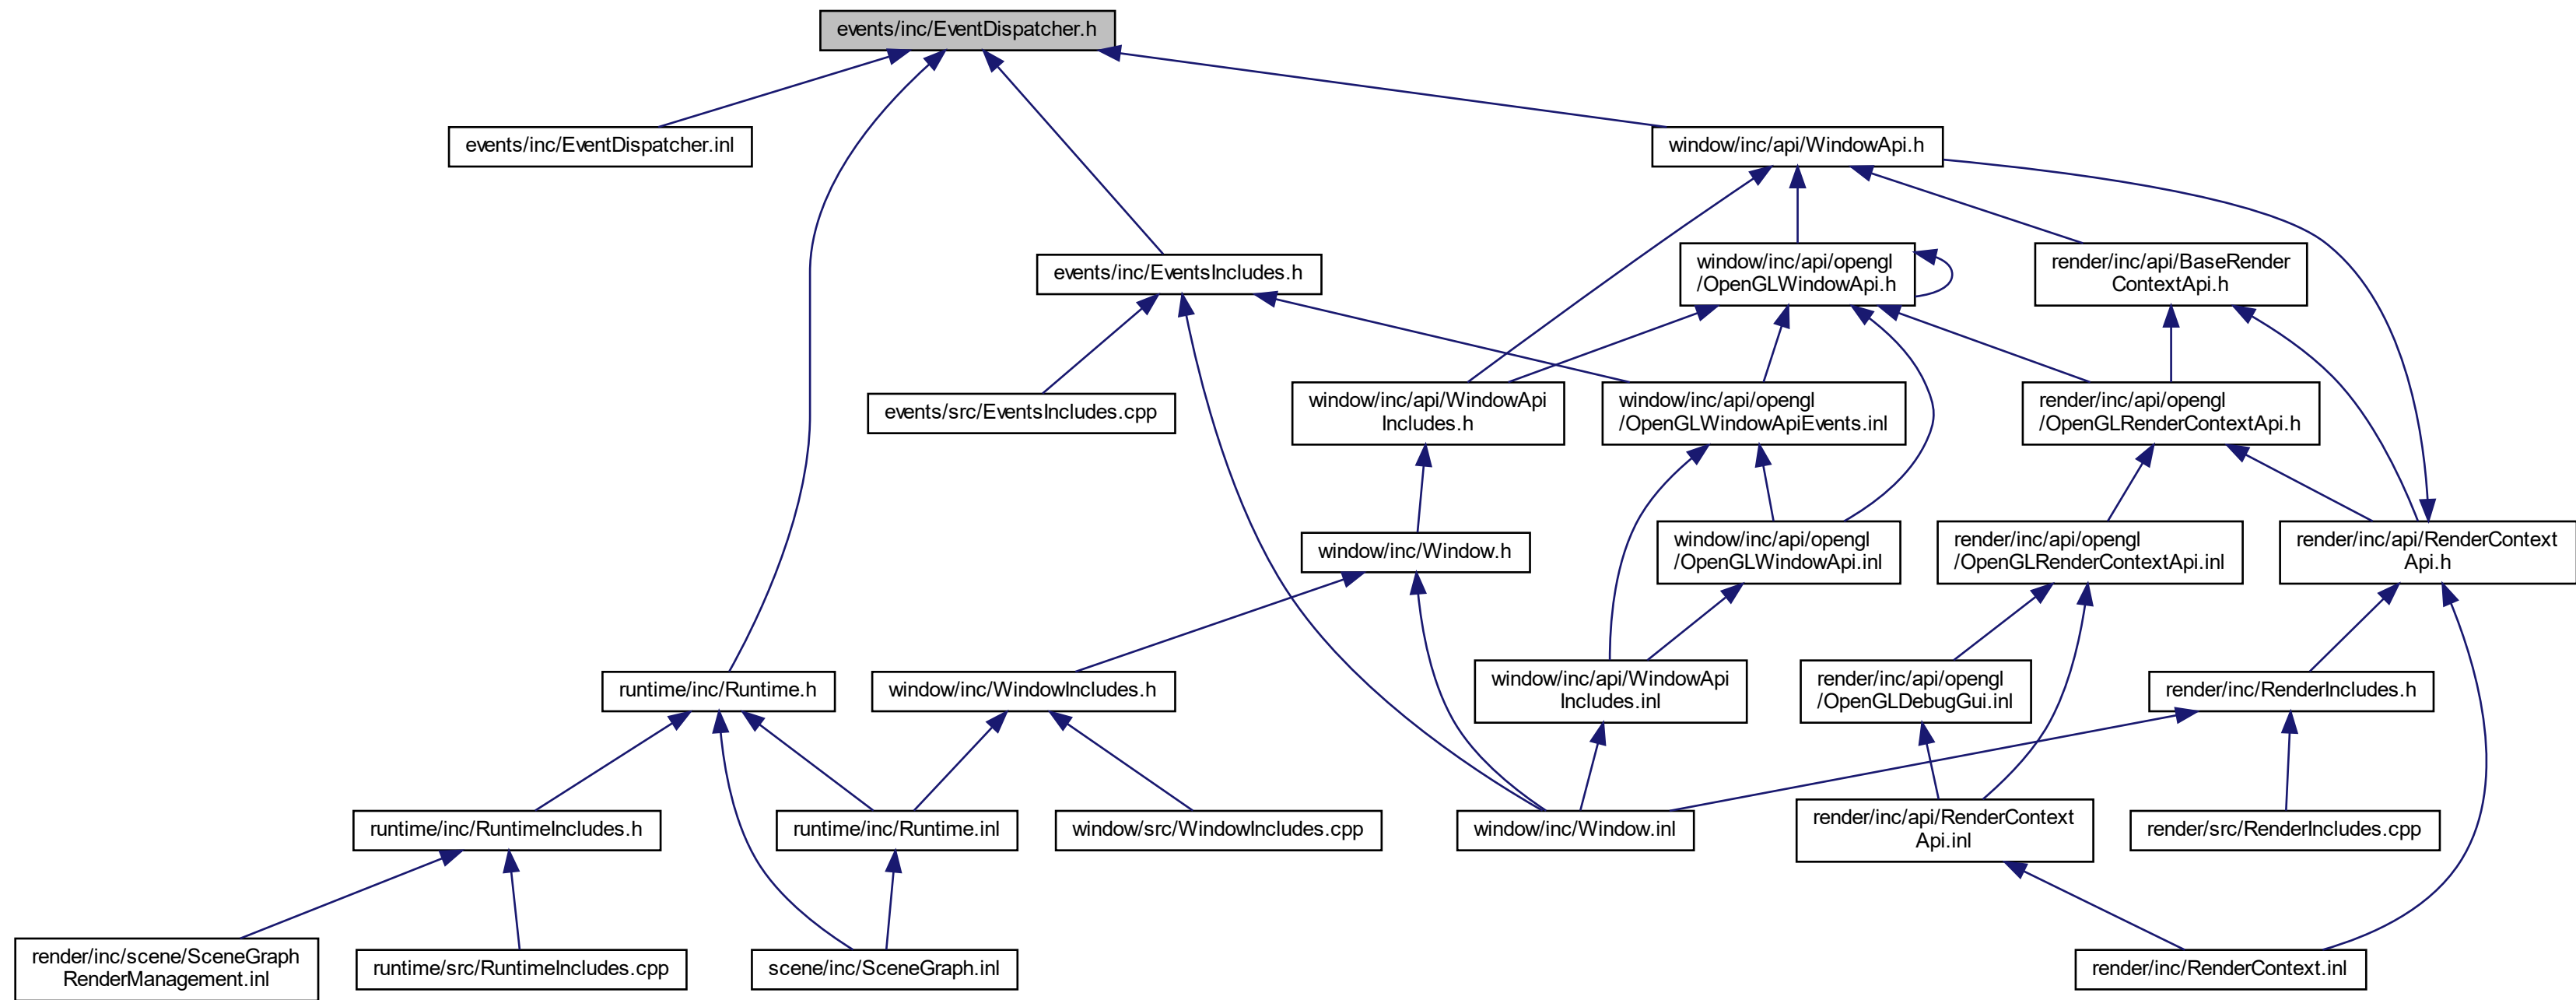 events/inc/EventDispatcher.h
events/inc/EventDispatcher.inl
window/inc/api/WindowApi.h
events/inc/EventsIncludes.h
window/inc/api/opengl
/OpenGLWindowApi.h
render/inc/api/BaseRender
ContextApi.h
events/src/EventsIncludes.cpp
window/inc/api/WindowApi
Includes.h
window/inc/api/opengl
/OpenGLWindowApiEvents.inl
render/inc/api/opengl
/OpenGLRenderContextApi.h
window/inc/Window.h
window/inc/api/opengl
/OpenGLWindowApi.inl
render/inc/api/opengl
/OpenGLRenderContextApi.inl
render/inc/api/RenderContext
Api.h
runtime/inc/Runtime.h
window/inc/WindowIncludes.h
window/inc/api/WindowApi
Includes.inl
render/inc/api/opengl
/OpenGLDebugGui.inl
render/inc/RenderIncludes.h
runtime/inc/RuntimeIncludes.h
runtime/inc/Runtime.inl
window/src/WindowIncludes.cpp
window/inc/Window.inl
render/inc/api/RenderContext
Api.inl
render/src/RenderIncludes.cpp
render/inc/scene/SceneGraph
RenderManagement.inl
runtime/src/RuntimeIncludes.cpp
scene/inc/SceneGraph.inl
render/inc/RenderContext.inl